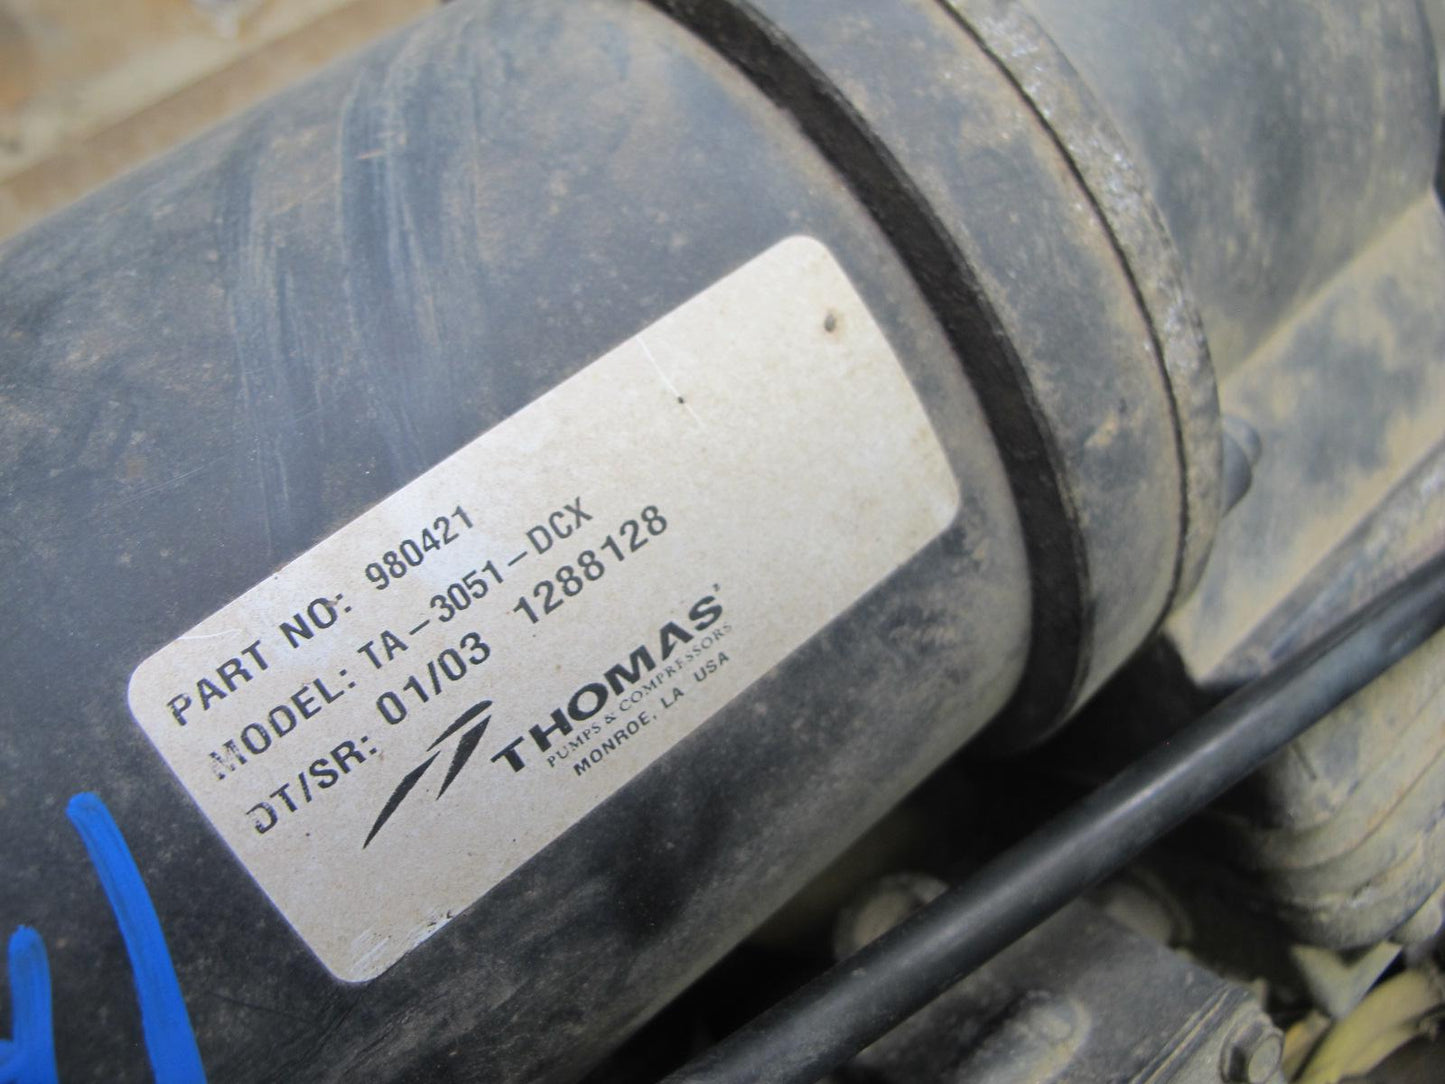 PART NO: 980421
MODEL: TA-3051-DCX
DT/SR: 01/03 1288128
THOMAS
PUMPS & COMPRESSORS
MONROE, LA USA